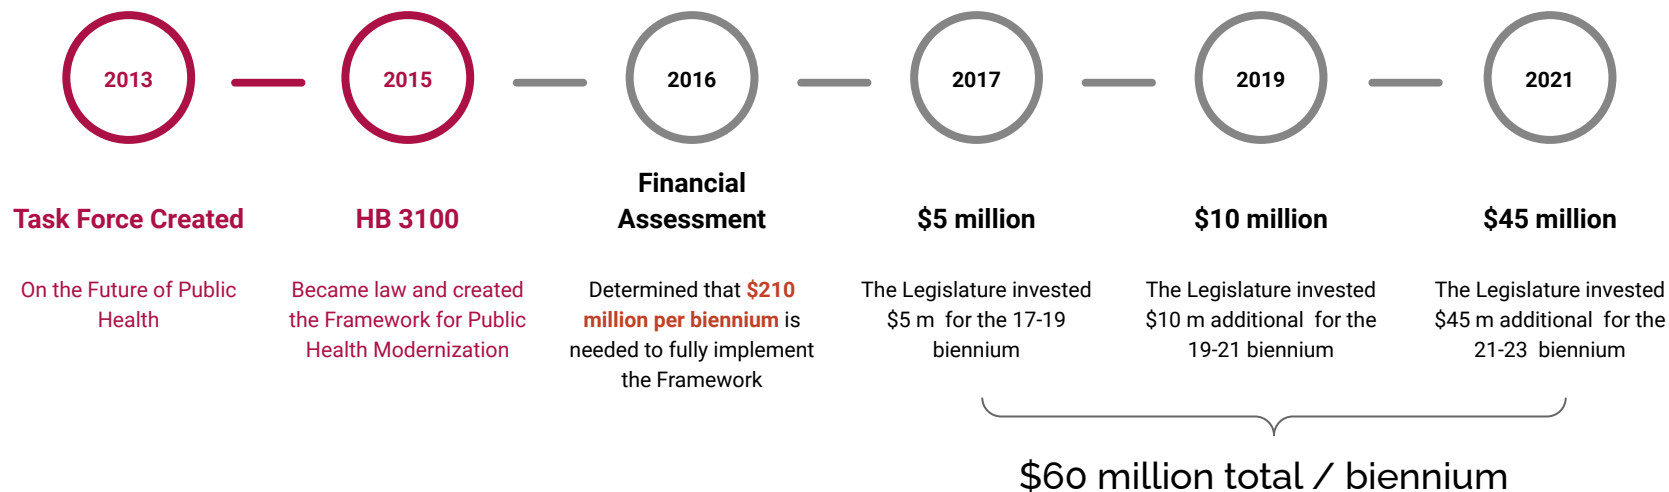 2013
Task Force Created
On the Future of Public
Health
2015
HB 3100
Became law and created
the Framework for Public
Health Modernization
2016
Financial
Assessment
Determined that $210
million per biennium is
needed to fully implement
the Framework
2017
$5 million
The Legislature invested
$5 m for the 17-19
biennium
2019
$10 million
The Legislature invested
$10 m additional for the
19-21 biennium
2021
$45 million
The Legislature invested
$45 m additional for the
21-23 biennium
$60 million total / biennium